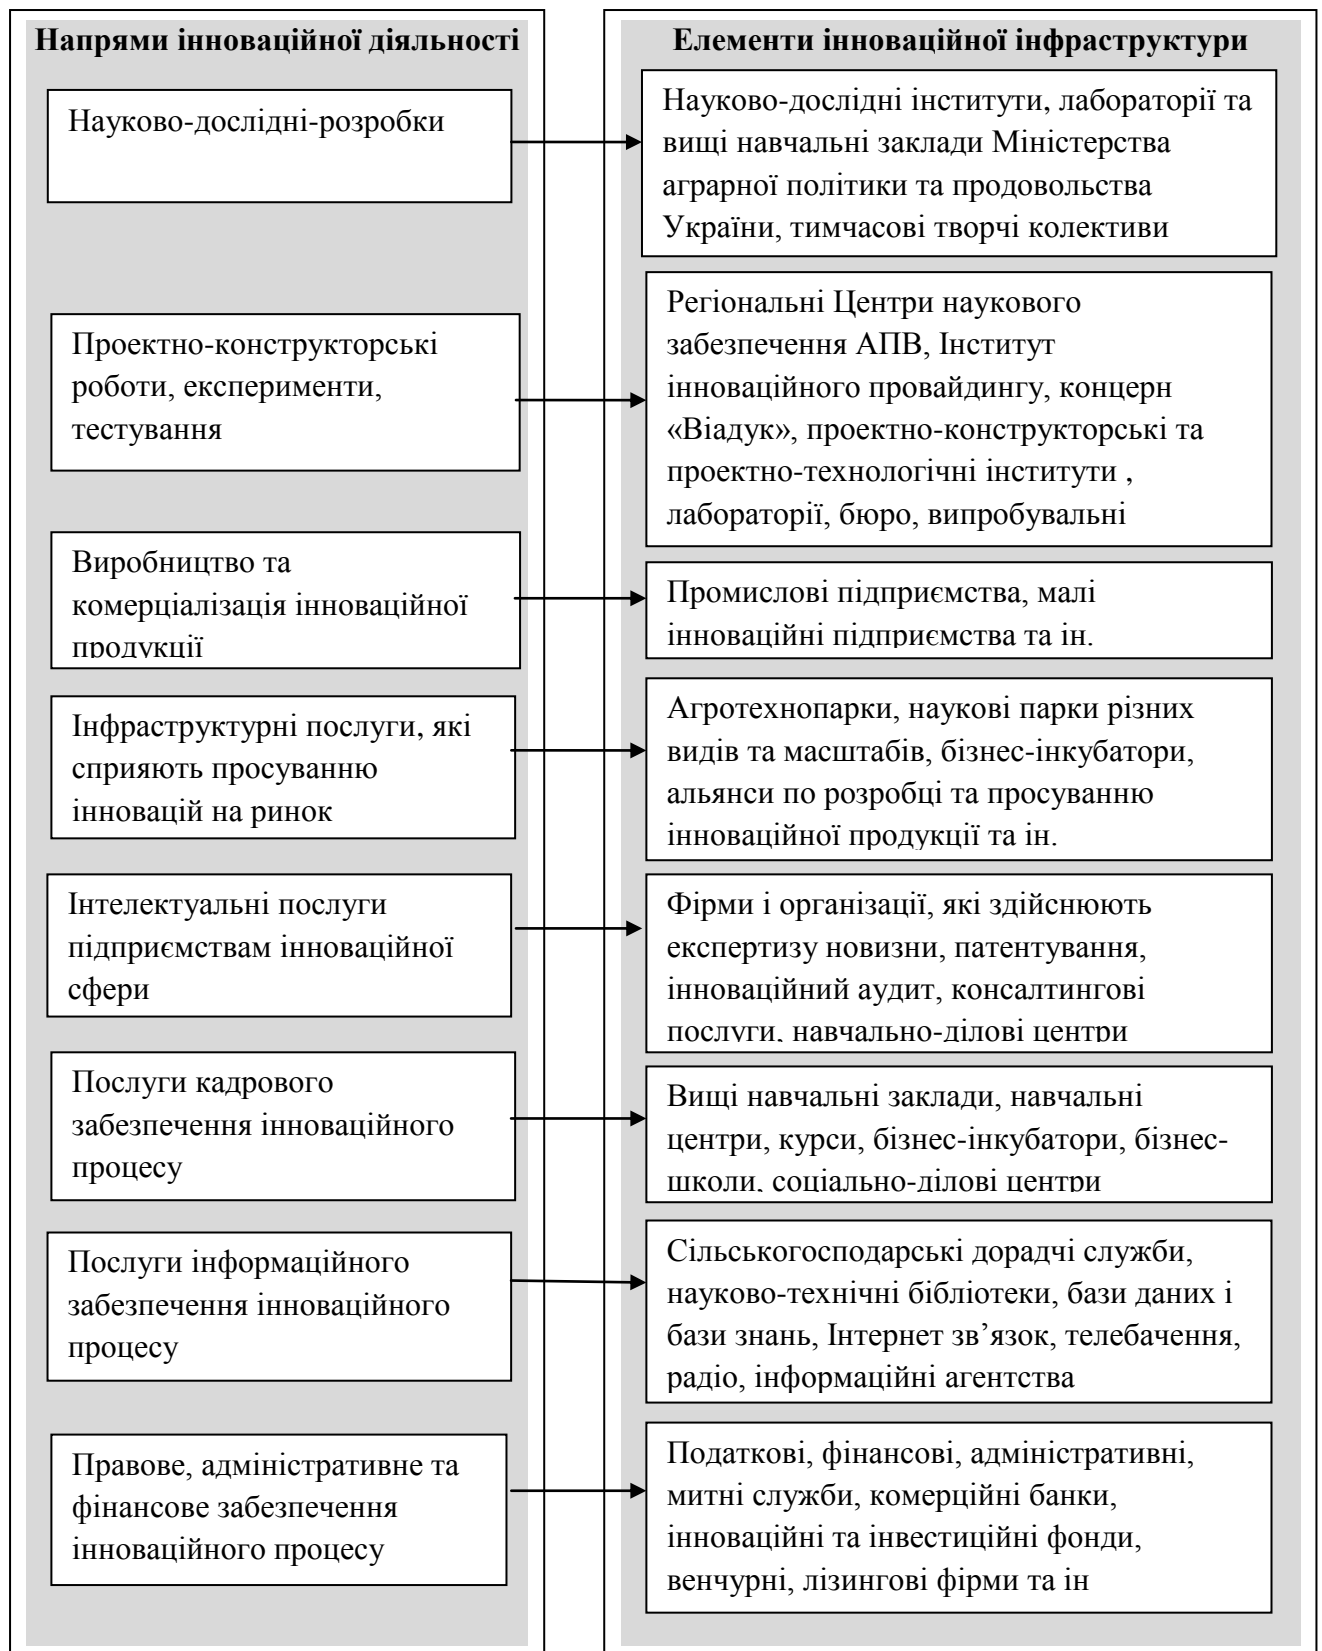 Напрями інноваційної діяльності
Елементи інноваційної інфраструктури
Науково-дослідні-розробки
Науково-дослідні інститути, лабораторії та
вищі навчальні заклади Міністерства
аграрної політики та продовольства
України, тимчасові творчі колективи
Проектно-конструкторські
роботи, експерименти,
тестування
Регіональні Центри наукового
забезпечення АПВ, Інститут
інноваційного провайдингу, концерн
«Віадук», проектно-конструкторські та
проектно-технологічні інститути ,
лабораторії, бюро, випробувальні
Виробництво та
комерціалізація інноваційної
продукції
Промислові підприємства, малі
інноваційні підприємства та ін.
Інфраструктурні послуги, які
сприяють просуванню
інновацій на ринок
Агротехнопарки, наукові парки різних
видів та масштабів, бізнес-інкубатори,
альянси по розробці та просуванню
інноваційної продукції та ін.
Інтелектуальні послуги
підприємствам інноваційної
сфери
Фірми і організації, які здійснюють
експертизу новизни, патентування,
інноваційний аудит, консалтингові
послуги, навчально-ділові центри
Послуги кадрового
забезпечення інноваційного
процесу
Вищі навчальні заклади, навчальні
центри, курси, бізнес-інкубатори, бізнес-
школи, соціально-ділові центри
Послуги інформаційного
забезпечення інноваційного
процесу
Сільськогосподарські дорадчі служби,
науково-технічні бібліотеки, бази даних і
бази знань, Інтернет зв’язок, телебачення,
радіо, інформаційні агентства
Правове, адміністративне та
фінансове забезпечення
інноваційного процесу
Податкові, фінансові, адміністративні,
митні служби, комерційні банки,
інноваційні та інвестиційні фонди,
венчурні, лізингові фірми та ін